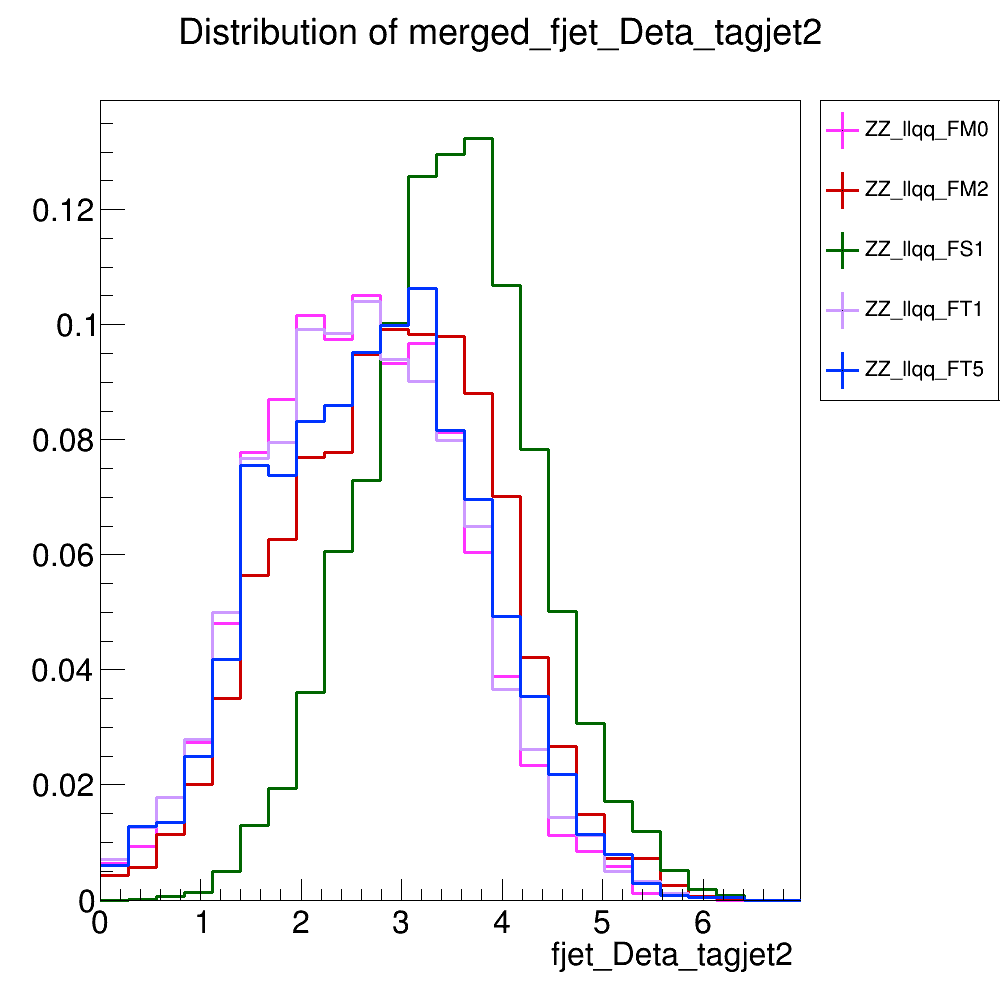 Distribution of merged_fjet_Deta_tagjet2
ZZ_llqq_FM0
ZZ_llqq_FM2
ZZ_llqq_FS1
ZZ_llqq_FT1
ZZ_llqq_FT5
0.12
0.1
0.08
0.06
0.04
0.02
0
0 1 2 3 4 5 6
fjet_Deta_tagjet2